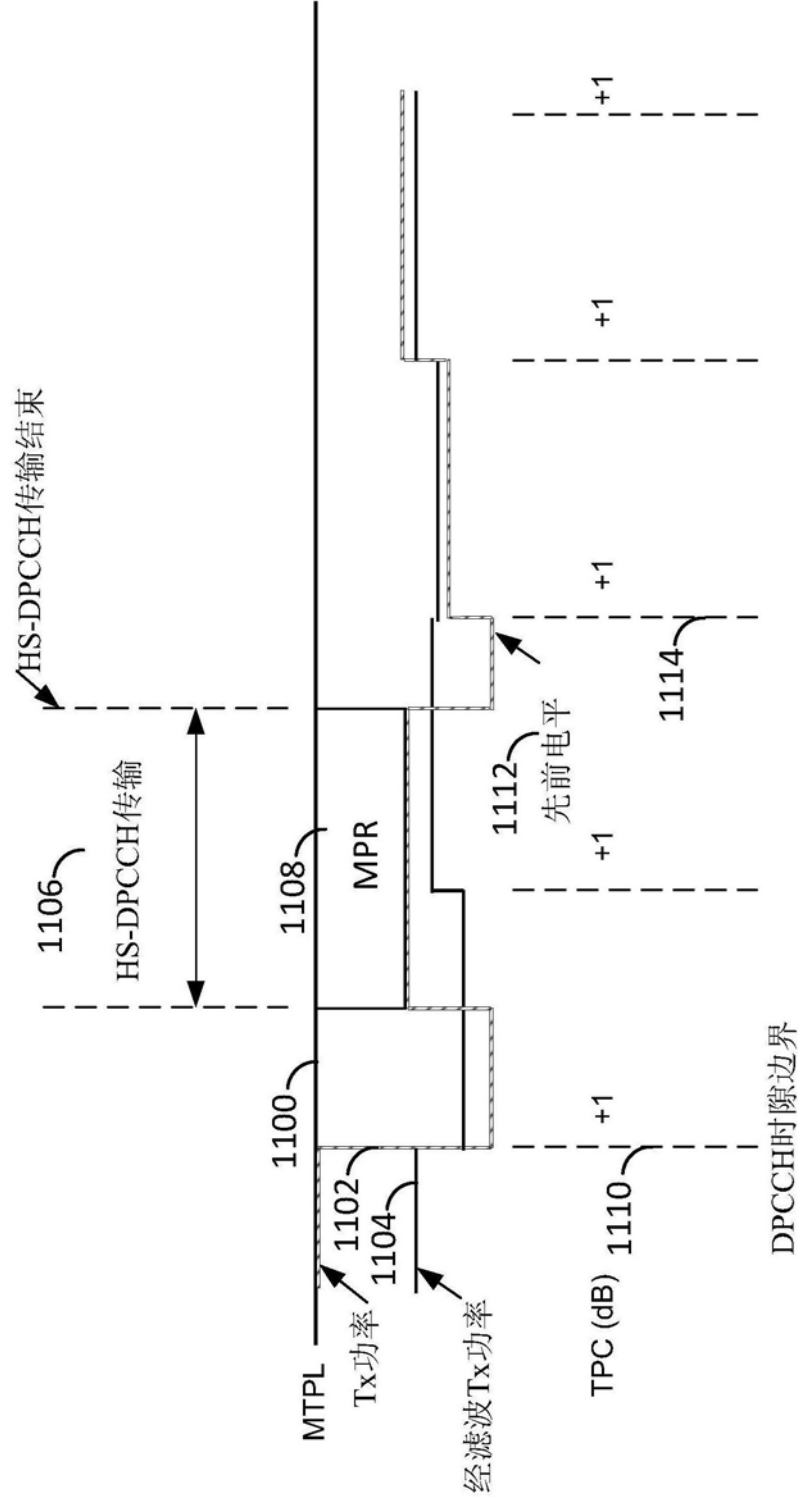 HS-DPCCH传输结束
1106
HS-DPCCH传输
1108
MPR
1100
MTPL
1102
Tx功率
1104
经滤波Tx功率
1112
先前电平
TPC (dB)
+1
+1
+1
+1
+1
1110
1114
DPCCH时隙边界